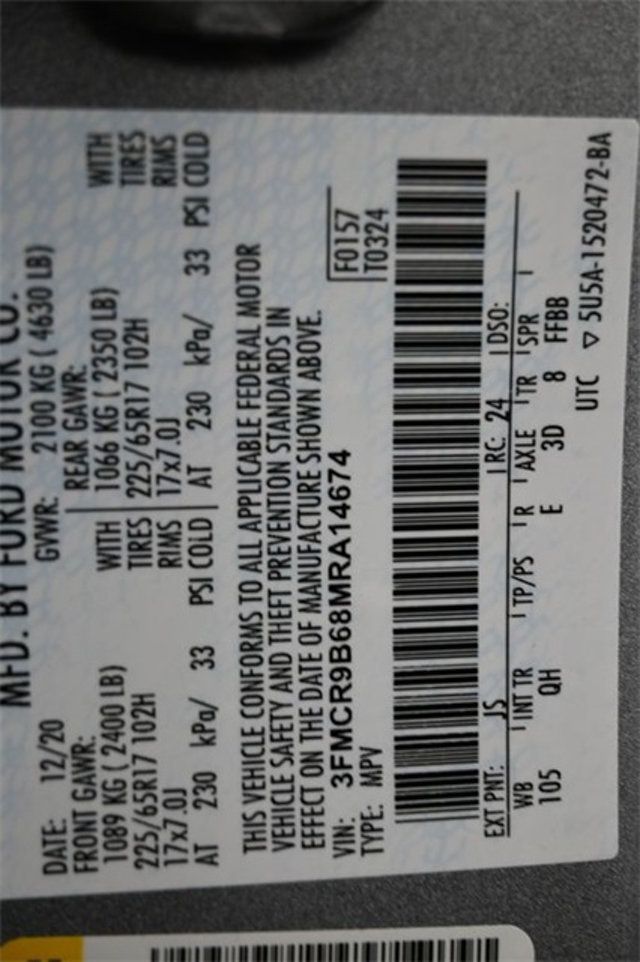 MFD. BY FORD MOTOR CO.
DATE: 12/20 GVWR: 2100 KG ( 4630 LB)
FRONT GAWR: REAR GAWR:
1089 KG ( 2400 LB) WITH 1066 KG ( 2350 LB) WITH
225/65R17 102H TIRES 225/65R17 102H TIRES
17x7.0J RIMS 17x7.0J RIMS
AT 230 kPa/ 33 PSI COLD AT 230 kPa/ 33 PSI COLD
THIS VEHICLE CONFORMS TO ALL APPLICABLE FEDERAL MOTOR
VEHICLE SAFETY AND THEFT PREVENTION STANDARDS IN
EFFECT ON THE DATE OF MANUFACTURE SHOWN ABOVE.
VIN: 3FMCR9B68MRA14674 F0157
TYPE: MPV T0324
EXT PNT: JS RC: 24 DSO:
WB INT TR TP/PS R AXLE TR SPR
105 QH E 3D 8 FFBB
UTC ▽ 5U5A-1520472-BA